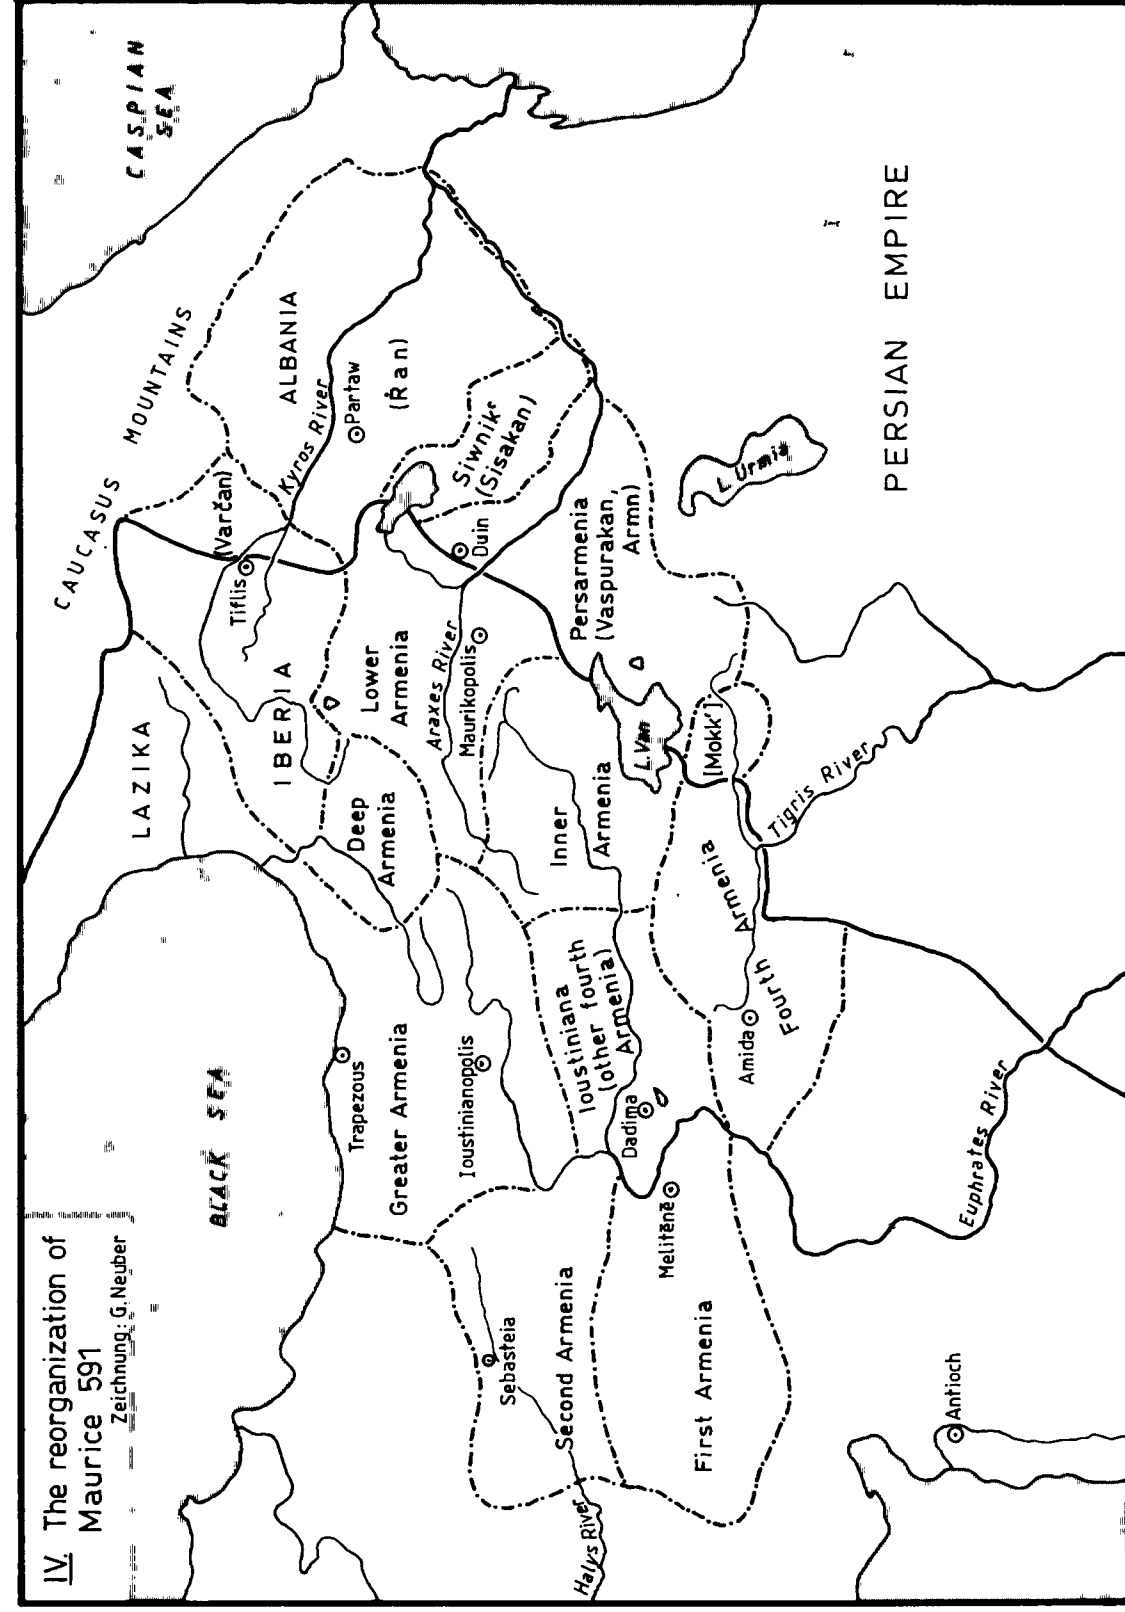 IV. The reorganization of
Maurice 591
Zeichnung: G. Neuber
BLACK SEA
CASPIAN
SEA
CAUCASUS MOUNTAINS
LAZIKA
IBERIA
Tiflis
(Varčan)
ALBANIA
Kyros River
Partaw
(Ṙan)
Siwnikᶜ
(Sisakan)
Duin
Lower
Armenia
Araxes River
Maurikopolis
Deep
Armenia
Trapezous
Greater Armenia
Ioustinianopolis
Inner
Armenia
Persarmenia
(Vaspurakan,
Armn)
L. Urmia
L. Van
[Mokk']
PERSIAN EMPIRE
Ioustiniana
(other fourth
Armenia)
Dadima
Fourth Armenia
Amida
Tigris River
Sebasteia
Second Armenia
Melitēnē
First Armenia
Halys River
Euphrates River
Antioch